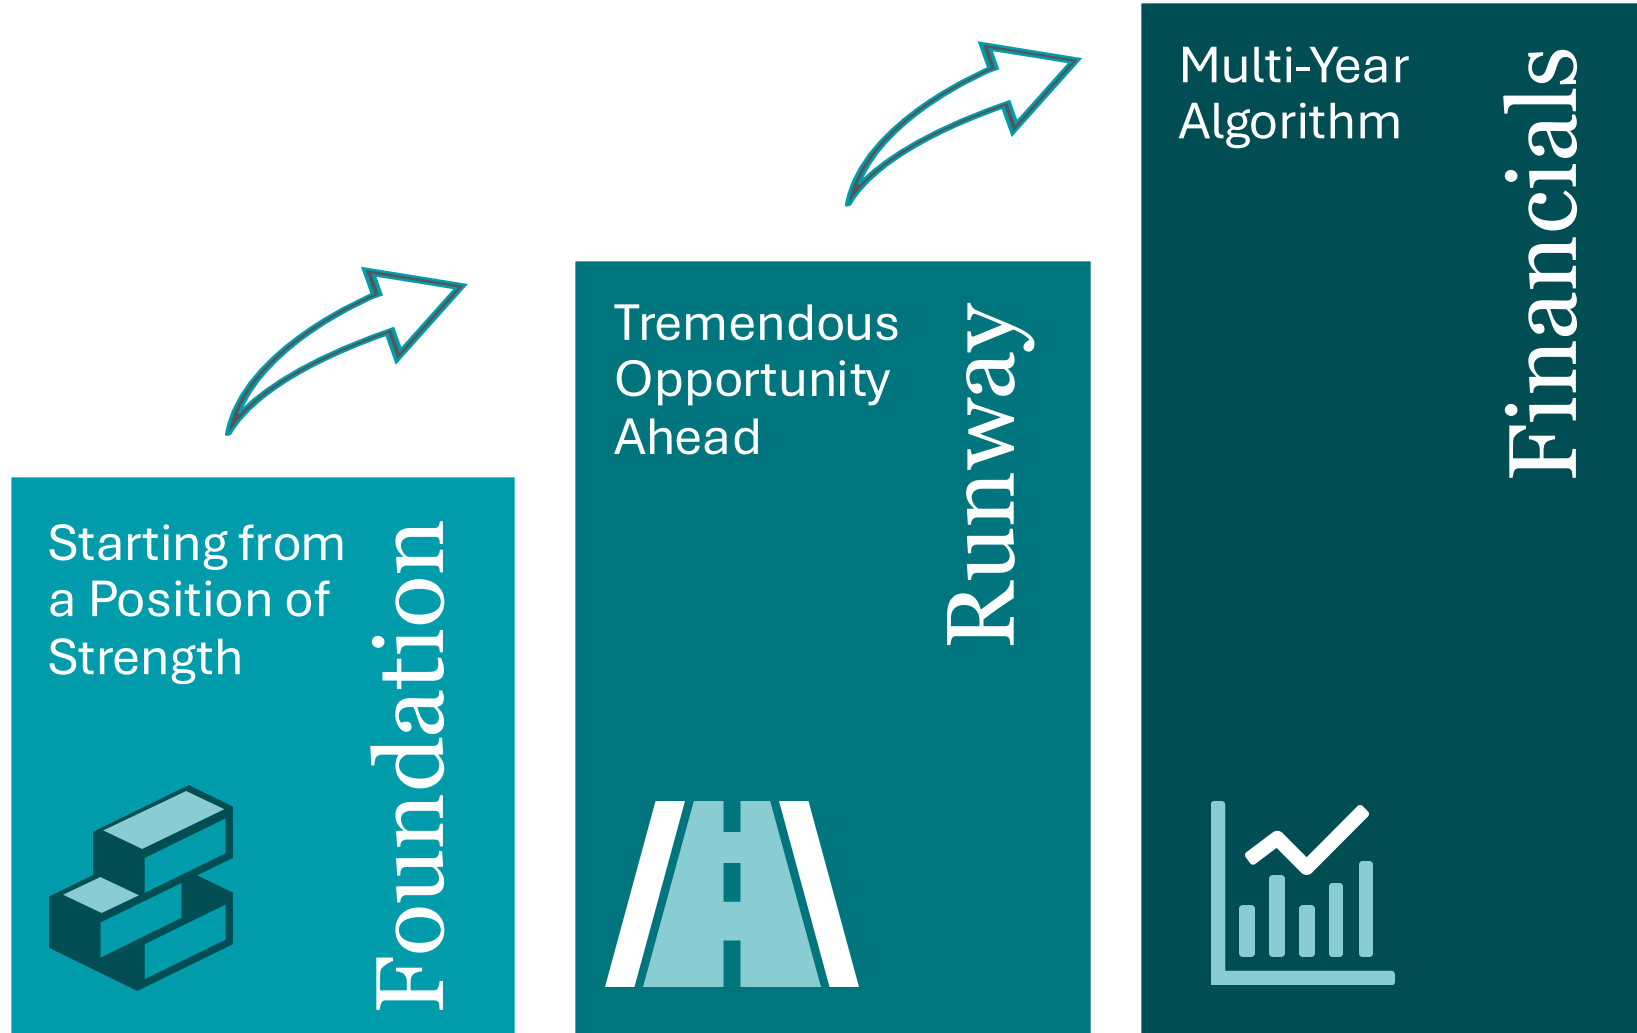 Starting from
a Position of
Strength
Foundation
Tremendous
Opportunity
Ahead
Runway
Multi-Year
Algorithm
Financials